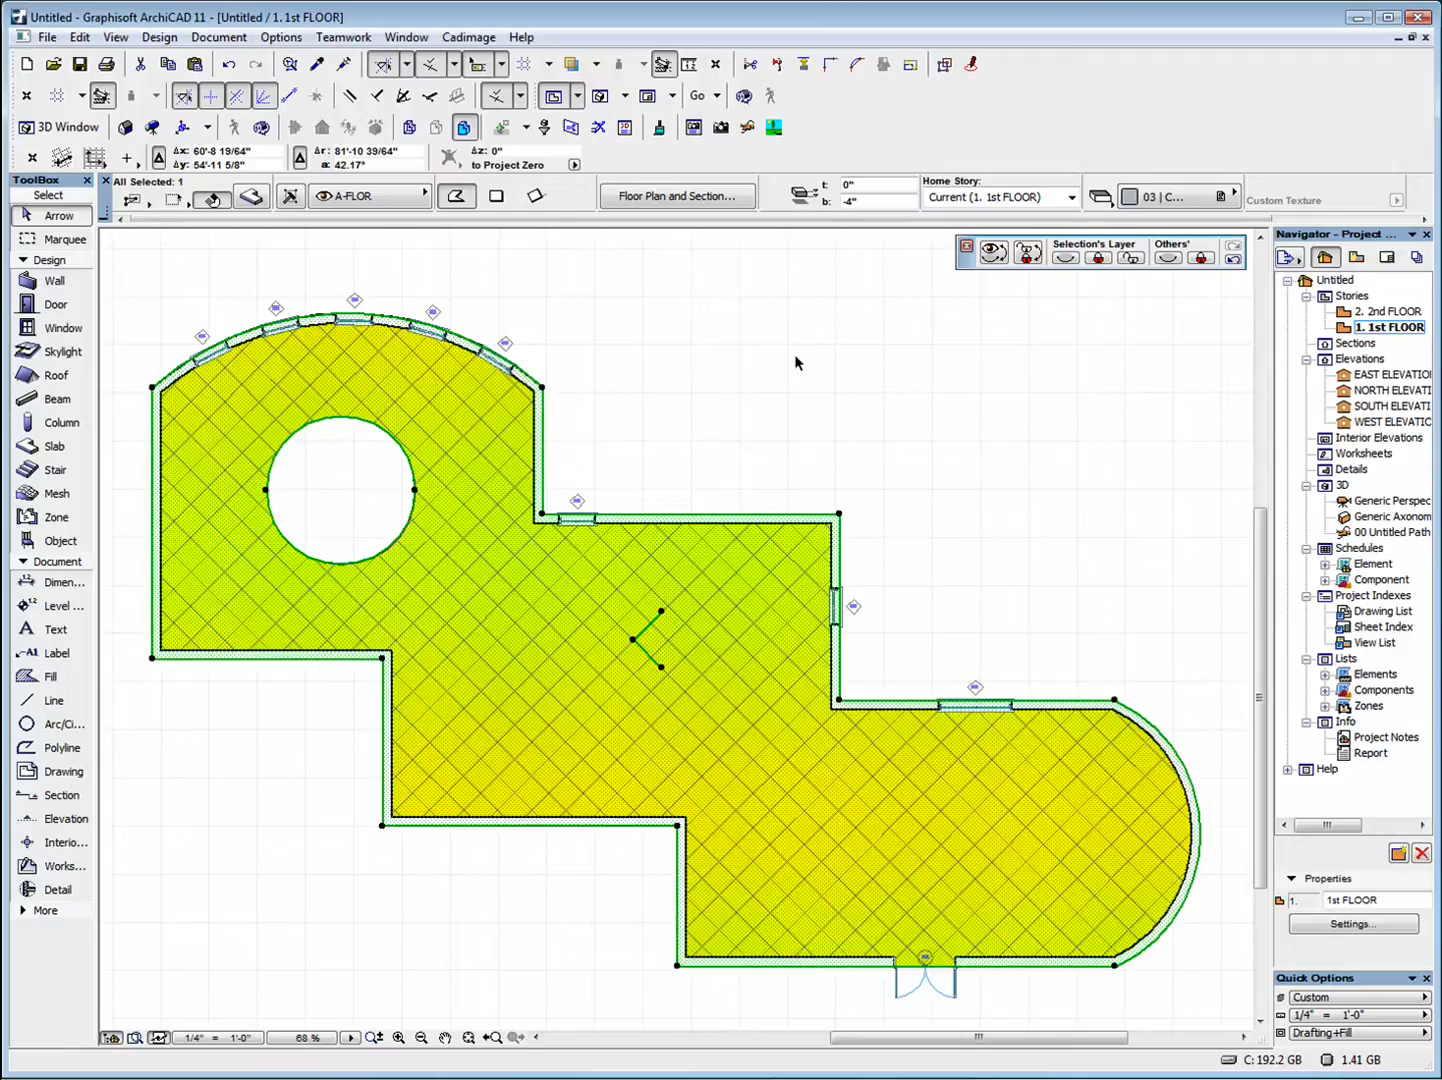 Untitled - Graphisoft ArchiCAD 11 - [Untitled / 1. 1st FLOOR]
File Edit View Design Document Options Teamwork Window Cadimage Help
Go
3D Window
Δx: 60'-8 19/64"
Δy: 54'-11 5/8"
Δr: 81'-10 39/64"
a: 42.17°
Δz: 0"
to Project Zero
ToolBox
Select
Arrow
Marquee
Design
Wall
Door
Window
Skylight
Roof
Beam
Column
Slab
Stair
Mesh
Zone
Object
Document
Dimen...
Level ...
Text
Label
Fill
Line
Arc/Ci...
Polyline
Drawing
Section
Elevation
Interio...
Works...
Detail
More
All Selected: 1
A-FLOR
Floor Plan and Section...
t: 0"
b: -4"
Home Story:
Current (1. 1st FLOOR)
03 | C...
Custom Texture
Selection's Layer
Others'
Navigator - Project ...
Untitled
Stories
2. 2nd FLOOR
1. 1st FLOOR
Sections
Elevations
EAST ELEVATIO
NORTH ELEVATI
SOUTH ELEVATI
WEST ELEVATIO
Interior Elevations
Worksheets
Details
3D
Generic Perspec
Generic Axonom
00 Untitled Path
Schedules
Element
Component
Project Indexes
Drawing List
Sheet Index
View List
Lists
Elements
Components
Zones
Info
Project Notes
Report
Help
Properties
1. 1st FLOOR
Settings...
Quick Options
Custom
1/4" = 1'-0"
Drafting+Fill
1/4" = 1'-0"
68 %
C: 192.2 GB
1.41 GB